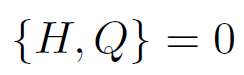 {H, Q} = 0